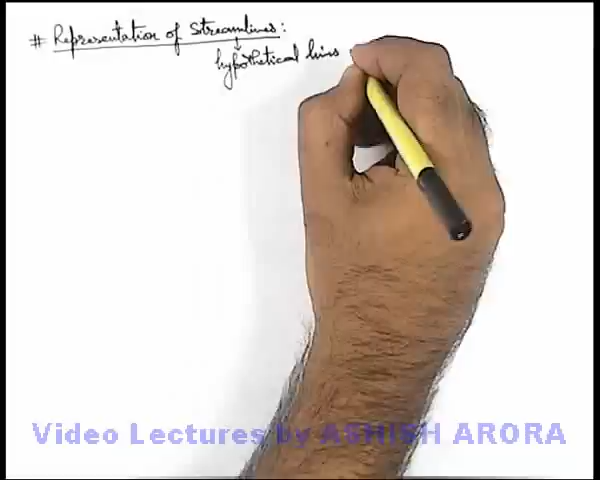 # Representation of Streamlines:
hypothetical lines
Video Lectures by ASHISH ARORA